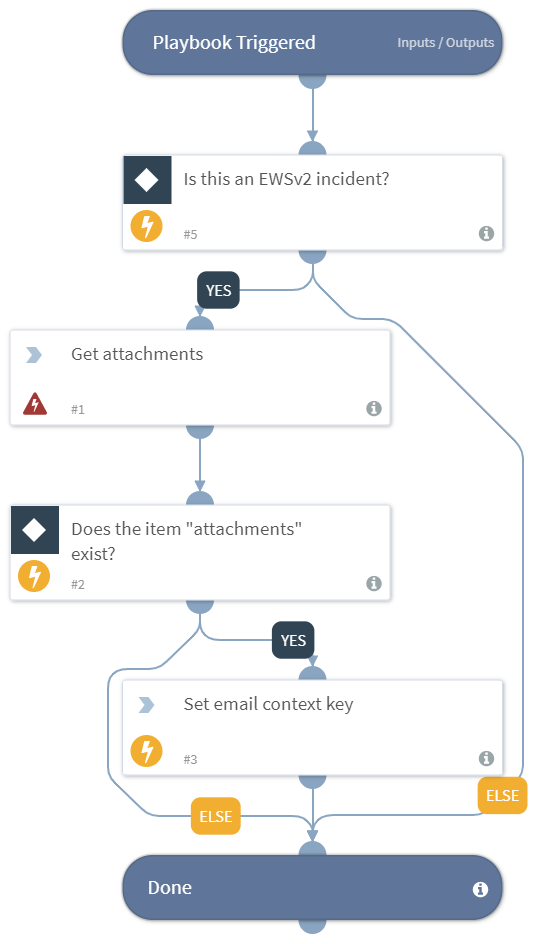 Playbook Triggered
Inputs / Outputs
Is this an EWSv2 incident?
#5
YES
Get attachments
#1
Does the item "attachments"
exist?
#2
YES
Set email context key
#3
ELSE
ELSE
Done